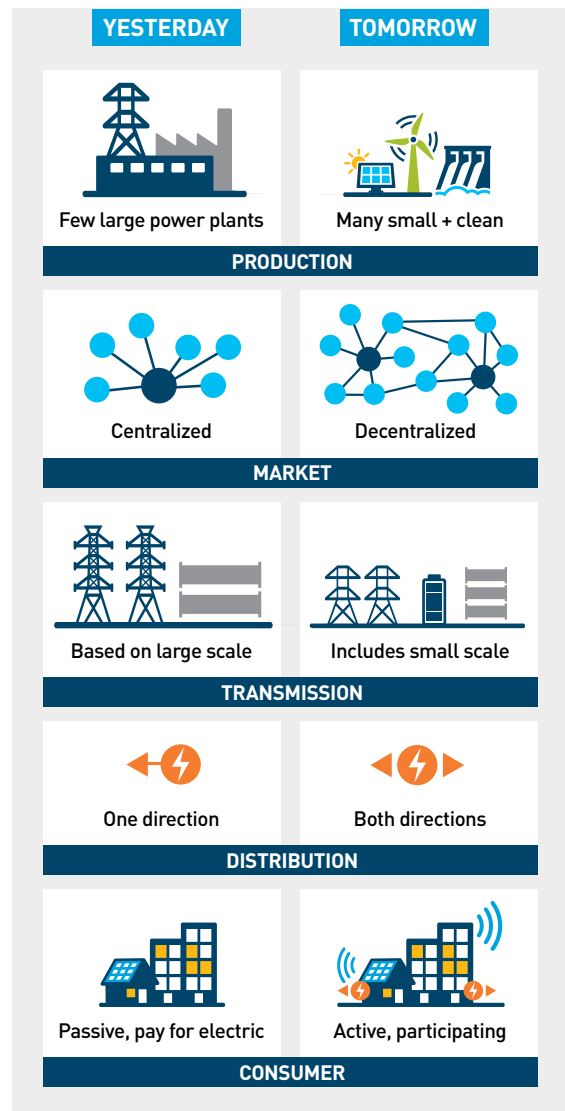 YESTERDAY
TOMORROW
Few large power plants
Many small + clean
PRODUCTION
Centralized
Decentralized
MARKET
Based on large scale
Includes small scale
TRANSMISSION
One direction
Both directions
DISTRIBUTION
Passive, pay for electric
Active, participating
CONSUMER